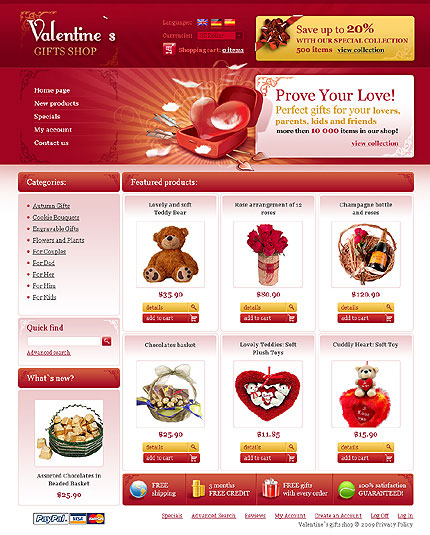 Valentine`s
GIFTS SHOP
Languages:
Currencies:
Shopping cart: 0 items
Save up to 20%
WITH OUR SPECIAL COLLECTION
500 items view collection
Home page
New products
Specials
My account
Contact us
Prove Your Love!
Perfect gifts for your lovers,
parents, kids and friends
more then 10 000 items in our shop!
view collection
Categories:
Autumn Gifts
Cookie Bouquets
Engravable Gifts
Flowers and Plants
For Couples
For Dad
For Her
For Him
For Kids
Quick find
Advanced search
What`s new?
Assorted Chocolates in
Beaded Basket
$25.90
Featured products:
Lovely and soft
Teddy Bear
$35.90
details
add to cart
Rose arrangement of 12
roses
$80.90
details
add to cart
Champagne bottle
and roses
$120.90
details
add to cart
Chocolates basket
$25.90
details
add to cart
Lovely Teddies: Soft
Plush Toys
$11.85
details
add to cart
Cuddly Heart: Soft Toy
$15.90
details
add to cart
FREE
shipping
3 months
FREE CREDIT
FREE gifts
with every order
100% satisfaction
GUARANTEED!
PayPal VISA
Specials Advanced Search Reviews My Account Create an Account Log Off Log In
Valentine`s gifts shop © 2009 Privacy Policy